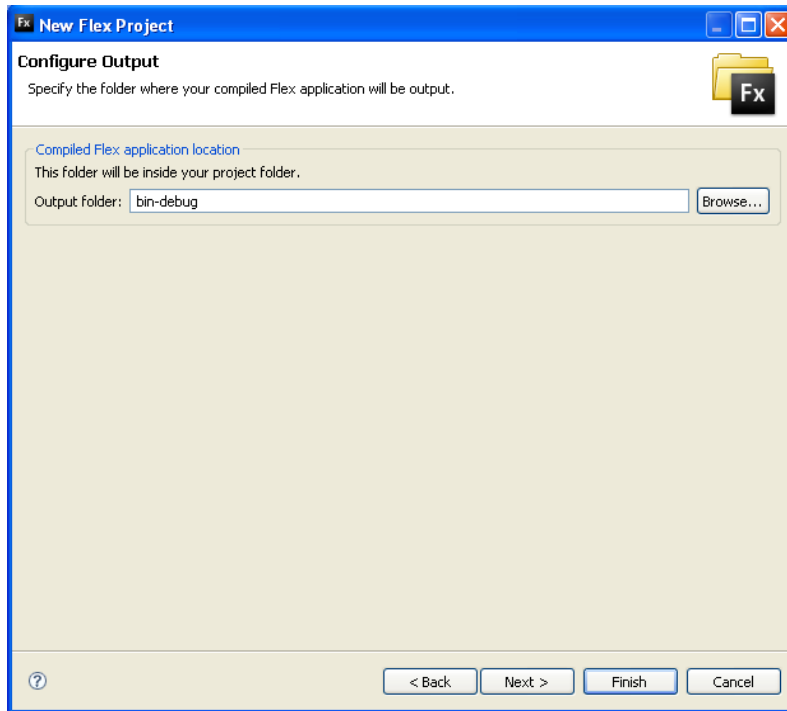 Fx New Flex Project
Configure Output
Specify the folder where your compiled Flex application will be output.
Fx
Compiled Flex application location
This folder will be inside your project folder.
Output folder: bin-debug Browse...
? < Back Next > Finish Cancel